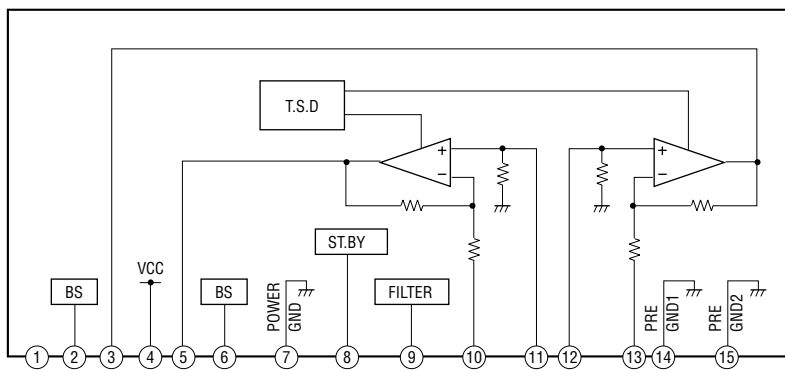 T.S.D
+
−
+
−
ST.BY
VCC
BS
BS
POWER
GND
FILTER
PRE
GND1
PRE
GND2
1 2 3 4 5 6 7 8 9 10 11 12 13 14 15